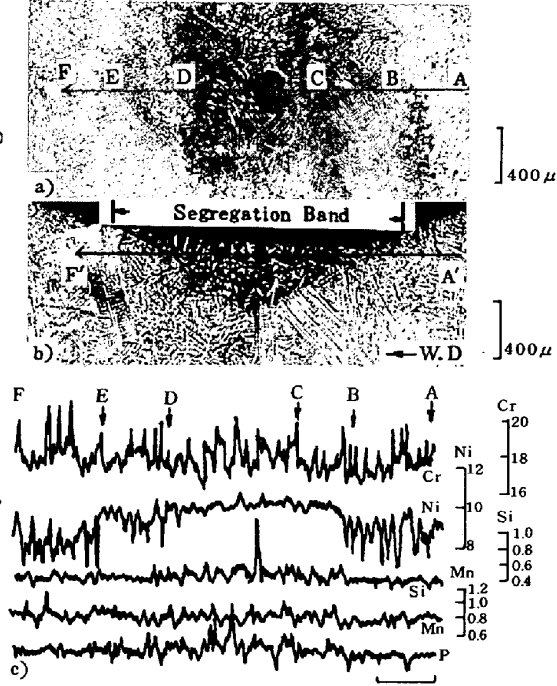 F E D C B A
400μ
a)
Segregation Band
F' A'
b)
W.D
400μ
F E D C B A Cr
20
Ni 18
Cr 12
16
Ni 10
Si
8 1.0
0.8
Mn 0.6
Si 0.4
1.2
1.0
0.8
Mn 0.6
P
c)